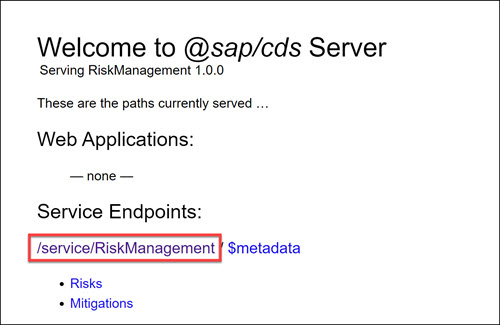 Welcome to @sap/cds Server
Serving RiskManagement 1.0.0
These are the paths currently served …
Web Applications:
— none —
Service Endpoints:
/service/RiskManagement / $metadata
• Risks
• Mitigations